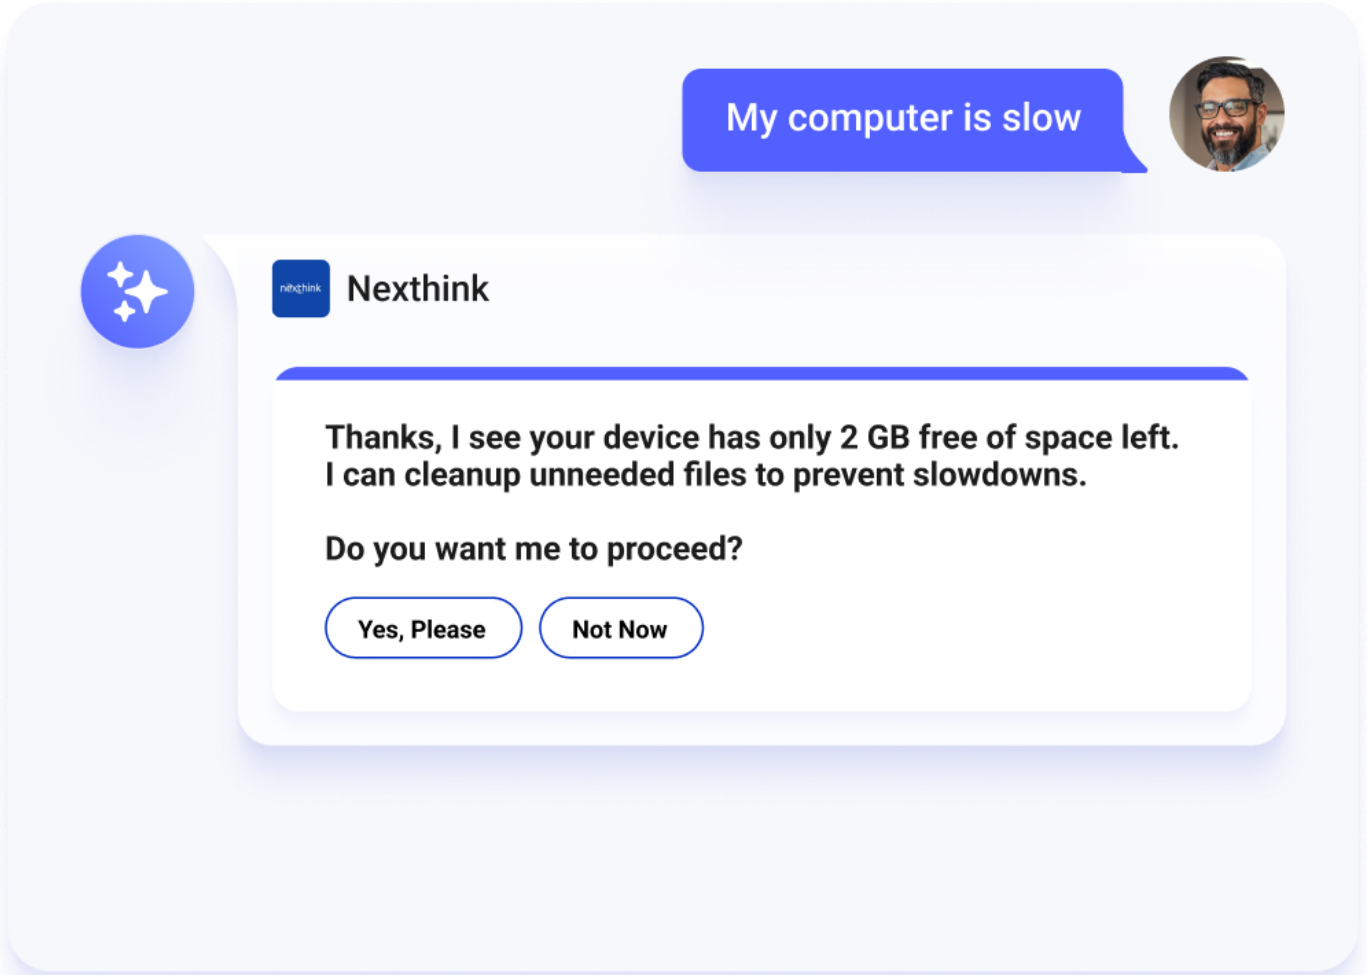 My computer is slow
nexthink
Nexthink
Thanks, I see your device has only 2 GB free of space left.
I can cleanup unneeded files to prevent slowdowns.
Do you want me to proceed?
Yes, Please
Not Now